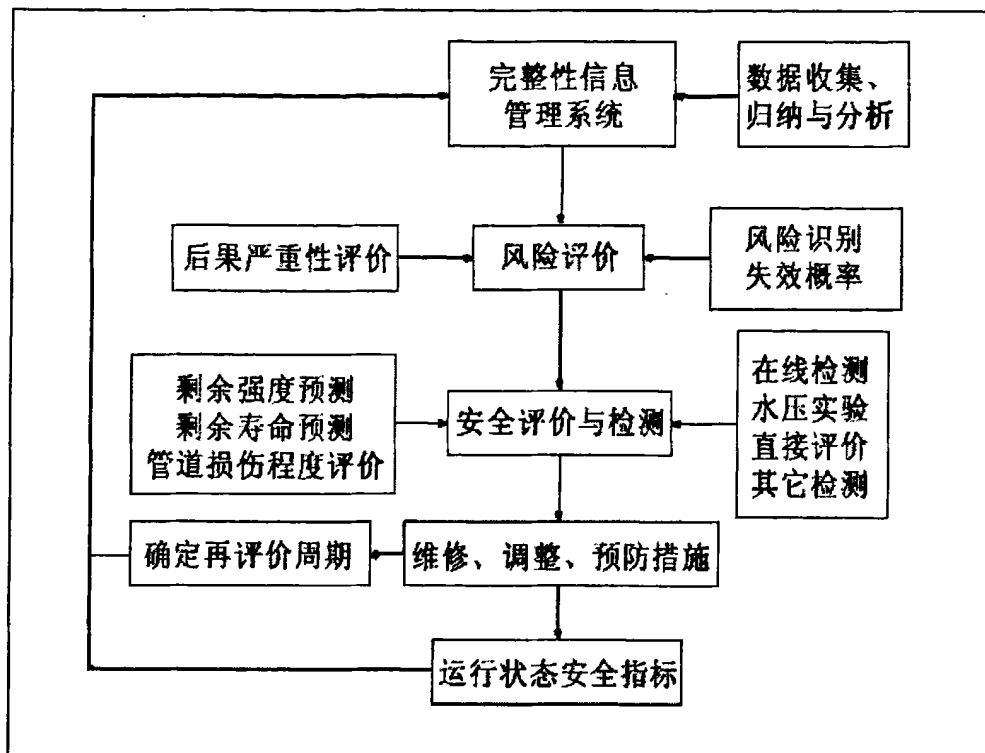 完整性信息
管理系统
数据收集、
归纳与分析
后果严重性评价
风险评价
风险识别
失效概率
剩余强度预测
剩余寿命预测
管道损伤程度评价
安全评价与检测
在线检测
水压实验
直接评价
其它检测
确定再评价周期
维修、调整、预防措施
运行状态安全指标